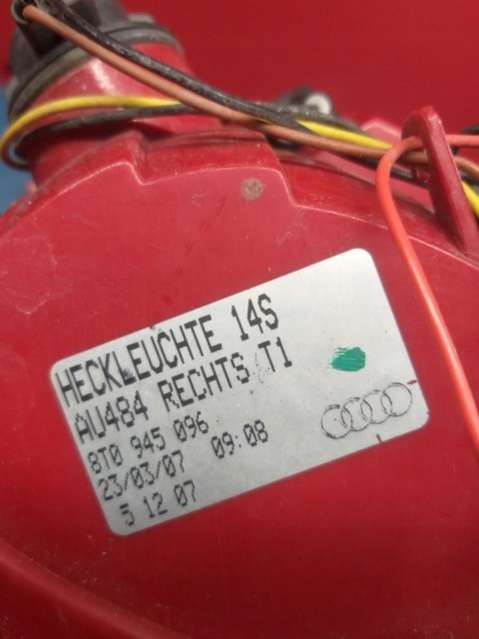 HECKLEUCHTE 14S
AU484 RECHTS T1
8T0 945 096
23/03/07 09:08
5 12 07